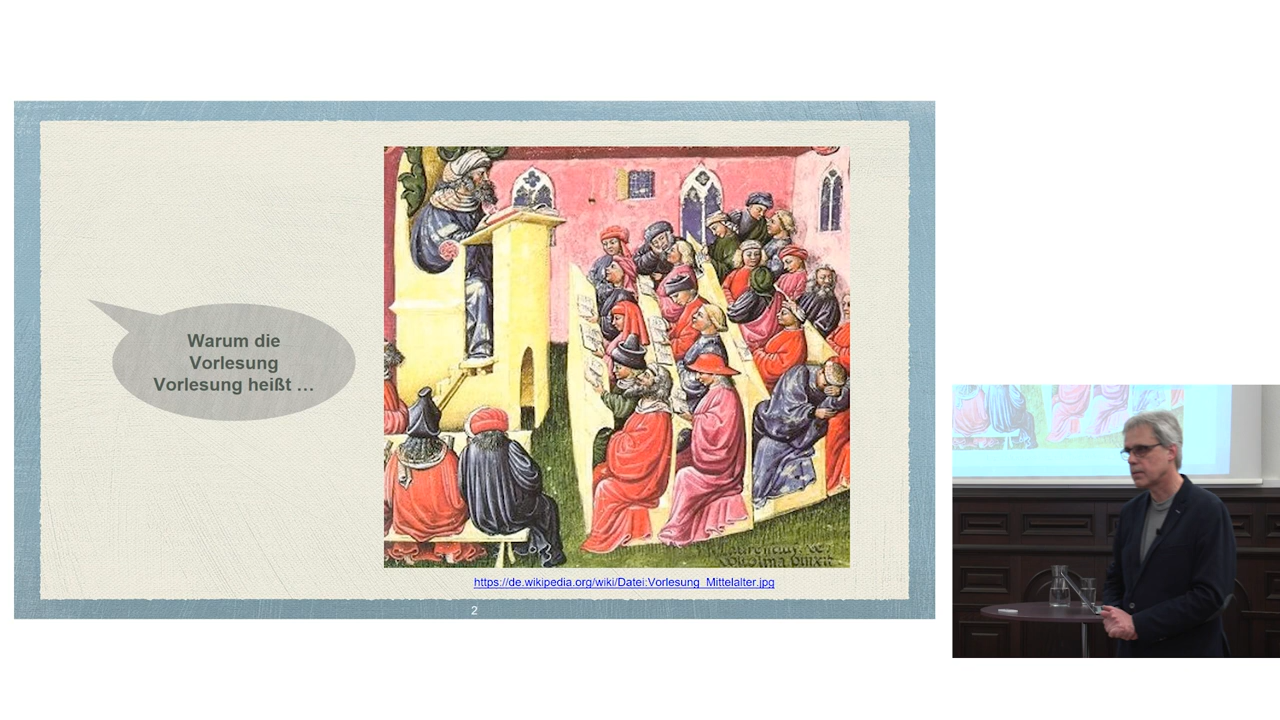 Warum die
Vorlesung
Vorlesung heißt …
https://de.wikipedia.org/wiki/Datei:Vorlesung_Mittelalter.jpg
2